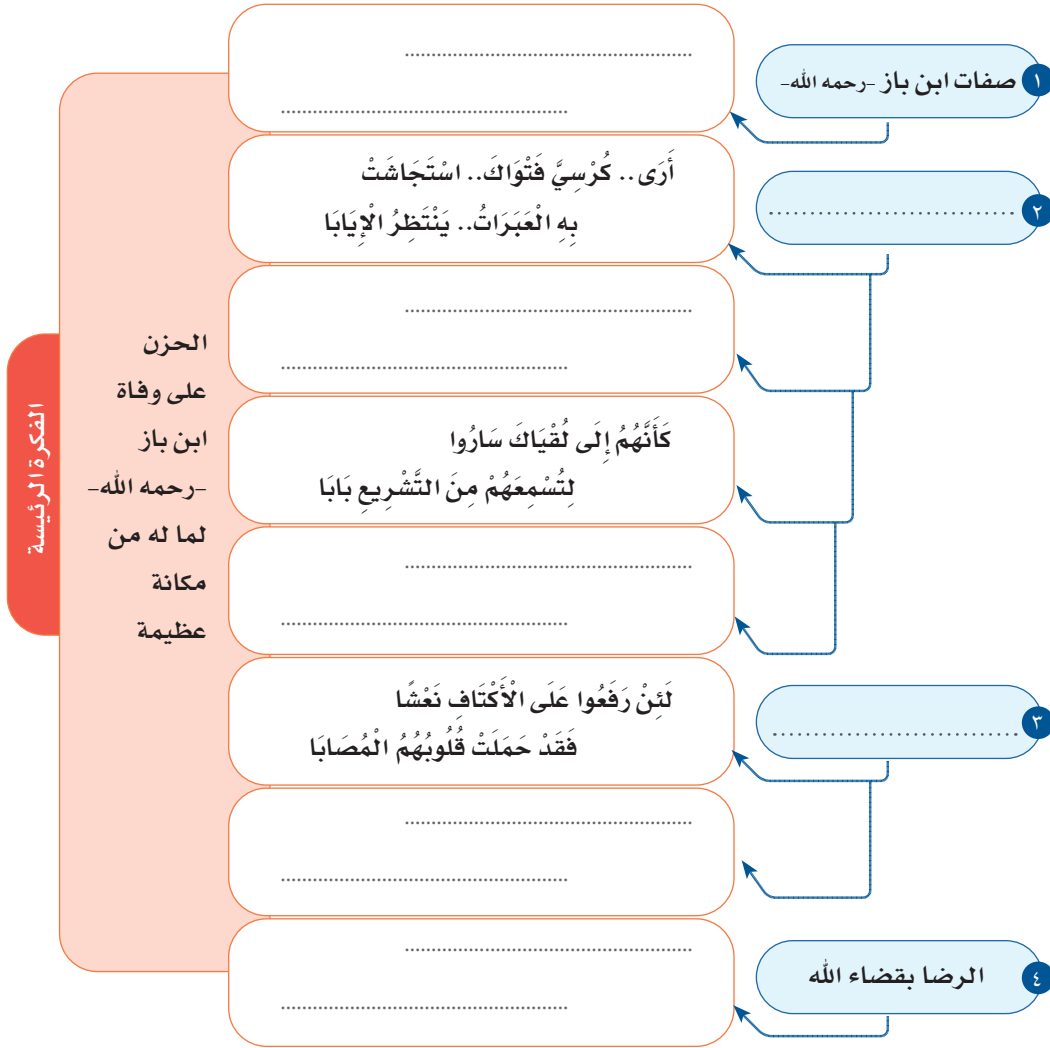 ١ صفات ابن باز -رحمه الله-
.......................................................
.......................................................
٢ ..............................
أَرَى.. كُرْسِيَّ فَتْوَاكَ.. اسْتَجَاشَتْ
بِهِ الْعَبَرَاتُ.. يَنْتَظِرُ الْإِيَابَا
.......................................................
.......................................................
كَأَنَّهُمُ إِلَى لُقْيَاكَ سَارُوا
لِتُسْمِعَهُمْ مِنَ التَّشْرِيعِ بَابَا
.......................................................
.......................................................
٣ ..............................
لَئِنْ رَفَعُوا عَلَى الْأَكْتَافِ نَعْشًا
فَقَدْ حَمَلَتْ قُلُوبُهُمُ الْمُصَابَا
.......................................................
.......................................................
٤ الرضا بقضاء الله
.......................................................
.......................................................
الحزن
على وفاة
ابن باز
-رحمه الله-
لما له من
مكانة
عظيمة
الفكرة الرئيسة